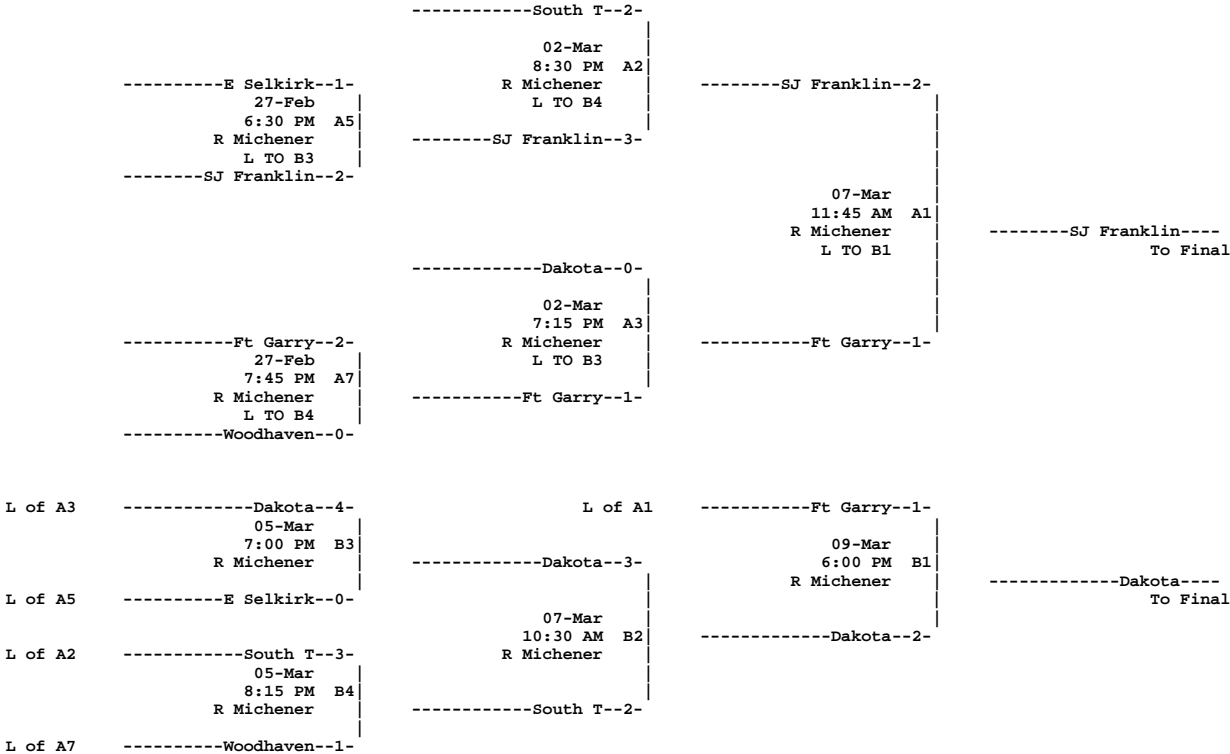 ------------South T--2-
02-Mar
8:30 PM A2
----------E Selkirk--1- R Michener --------SJ Franklin--2-
27-Feb L TO B4
6:30 PM A5
R Michener --------SJ Franklin--3-
L TO B3
--------SJ Franklin--2-
07-Mar
11:45 AM A1
R Michener --------SJ Franklin----
L TO B1 To Final
-------------Dakota--0-
02-Mar
7:15 PM A3
-----------Ft Garry--2- R Michener -----------Ft Garry--1-
27-Feb L TO B3
7:45 PM A7
R Michener -----------Ft Garry--1-
L TO B4
----------Woodhaven--0-
L of A3 -------------Dakota--4- L of A1 -----------Ft Garry--1-
05-Mar
7:00 PM B3 09-Mar
R Michener -------------Dakota--3- 6:00 PM B1
R Michener -------------Dakota----
L of A5 ----------E Selkirk--0- To Final
07-Mar
10:30 AM B2 -------------Dakota--2-
L of A2 ------------South T--3- R Michener
05-Mar
8:15 PM B4
R Michener ------------South T--2-
L of A7 ----------Woodhaven--1-